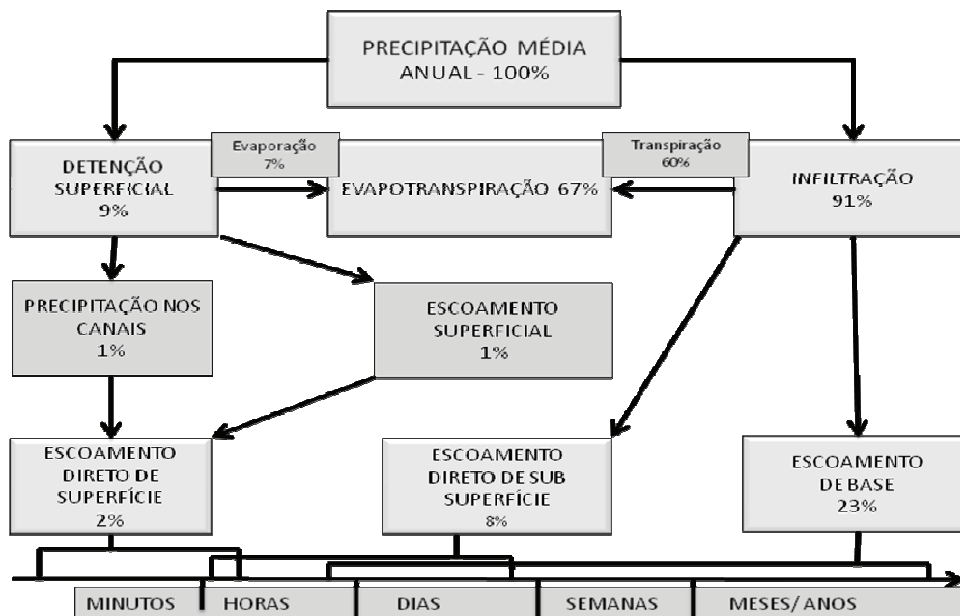 PRECIPITAÇÃO MÉDIA
ANUAL - 100%
DETENÇÃO
SUPERFICIAL
9%
Evaporação
7%
EVAPOTRANSPIRAÇÃO 67%
Transpiração
60%
INFILTRAÇÃO
91%
PRECIPITAÇÃO NOS
CANAIS
1%
ESCOAMENTO
SUPERFICIAL
1%
ESCOAMENTO
DIRETO DE
SUPERFÍCIE
2%
ESCOAMENTO
DIRETO DE SUB
SUPERFÍCIE
8%
ESCOAMENTO
DE BASE
23%
MINUTOS
HORAS
DIAS
SEMANAS
MESES/ ANOS